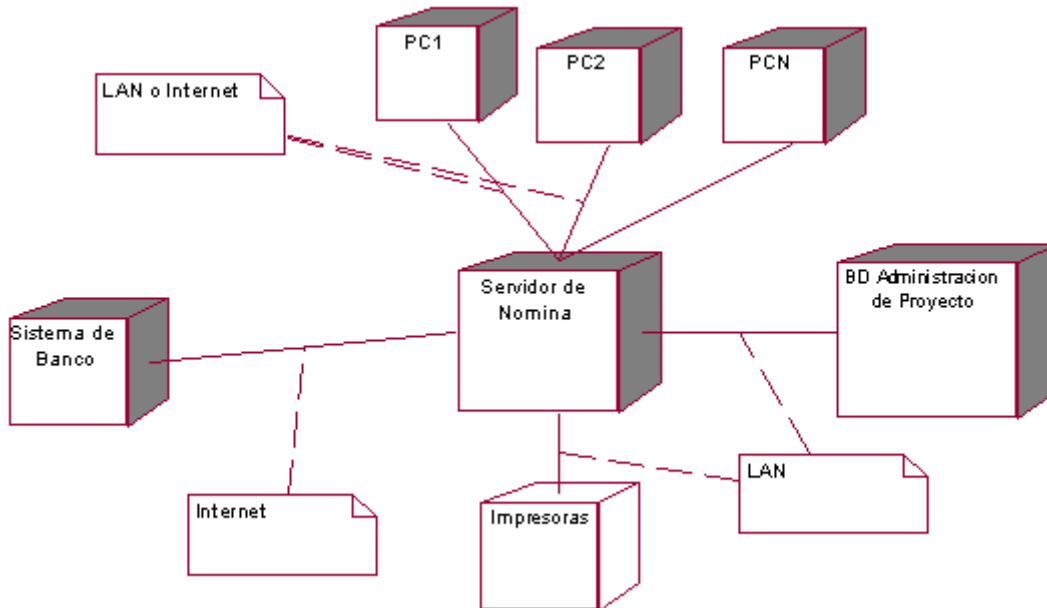 PC1
PC2
PCN
LAN o Internet
Servidor de
Nomina
BD Administracion
de Proyecto
Sistema de
Banco
LAN
Internet
Impresoras